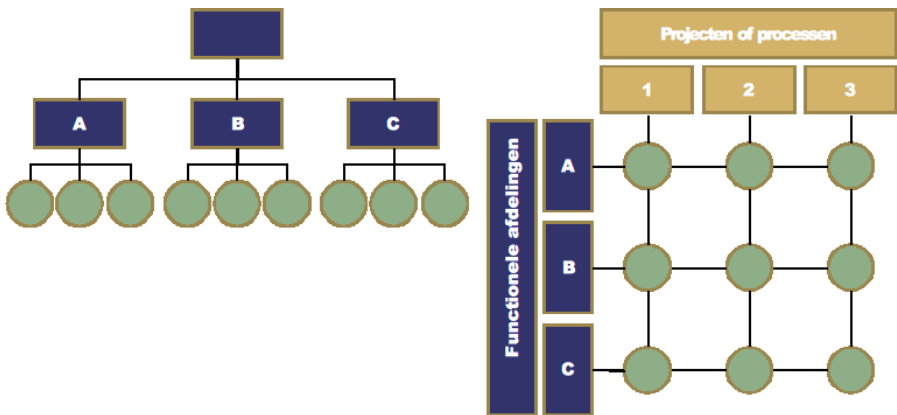 A
B
C
Projecten of processen
1
2
3
Functionele afdelingen
A
B
C